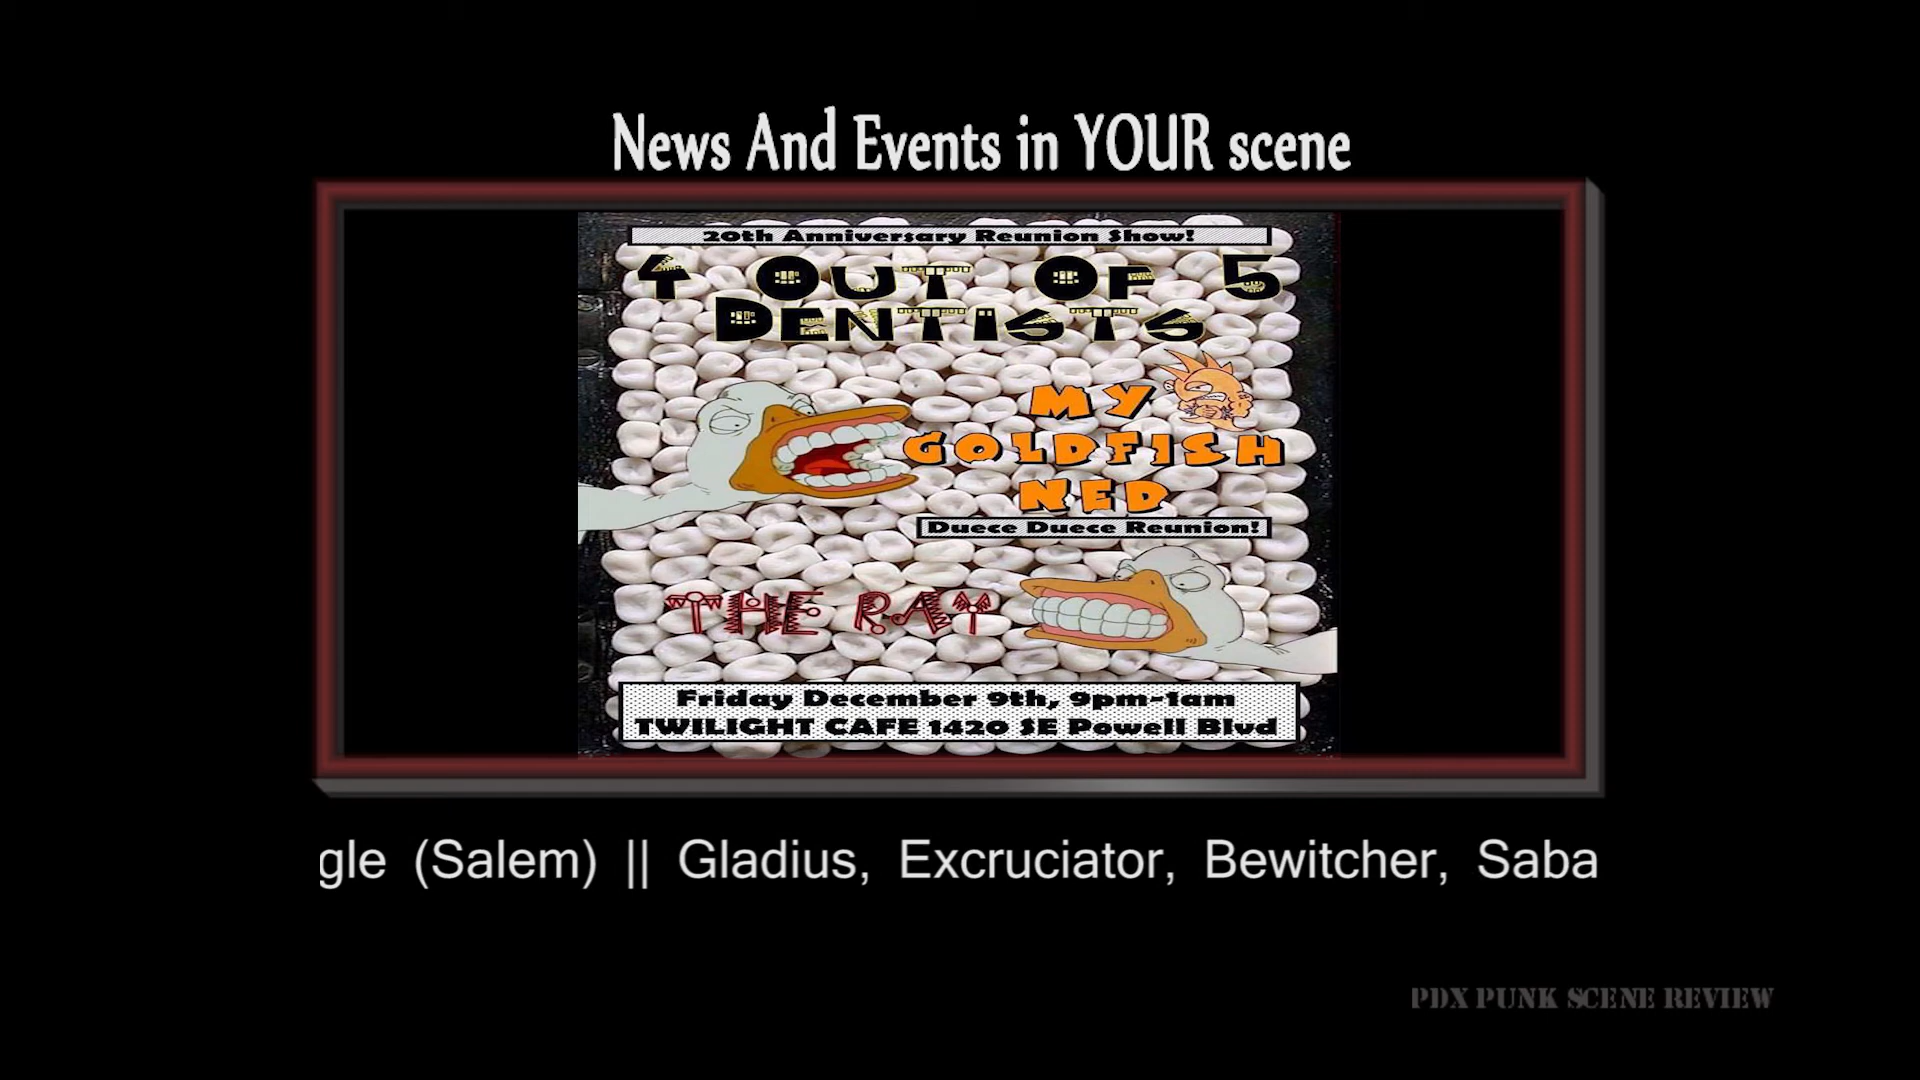 News And Events in YOUR scene
20th Anniversary Reunion Show!
4 Out Of 5
Dentists
MY
GOLDFISH
NED
Duece Duece Reunion!
THE RAY
Friday December 9th, 9pm-1am
TWILIGHT CAFE 1420 SE Powell Blvd
gle (Salem) || Gladius, Excruciator, Bewitcher, Saba
PDX PUNK SCENE REVIEW